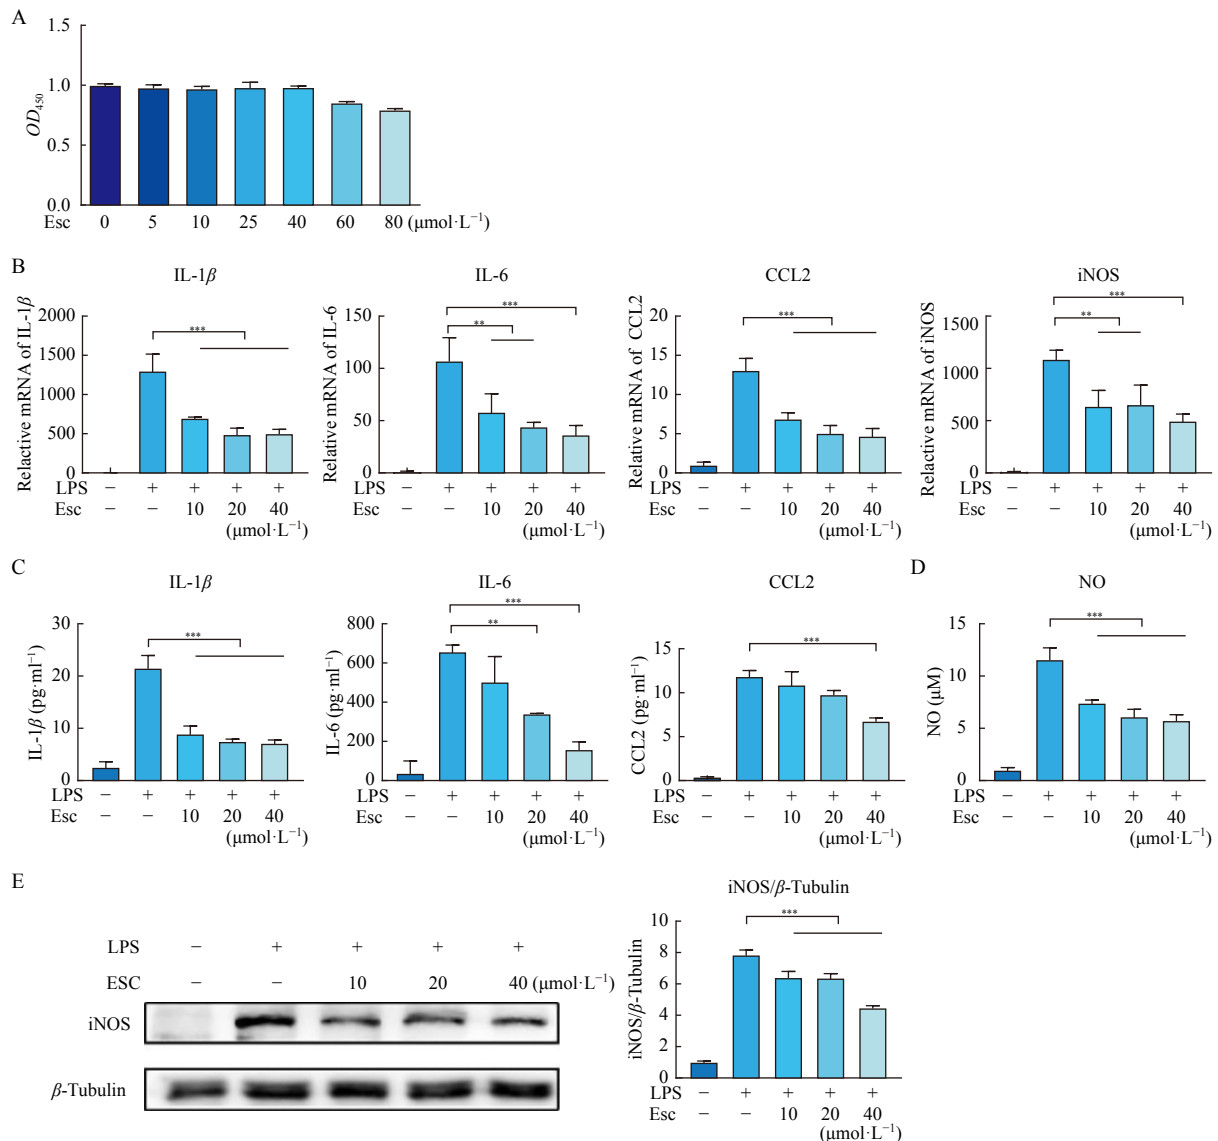 A
1.5
1.0
0.5
0.0
OD450
Esc 0 5 10 25 40 60 80 (μmol·L−1)
B
IL-1β
Relactive mRNA of IL-1β
2000
1500
1000
500
0
LPS − + + + +
Esc − − 10 20 40
(μmol·L−1)
***
IL-6
Relative mRNA of IL-6
150
100
50
0
LPS − + + + +
Esc − − 10 20 40
(μmol·L−1)
***
**
CCL2
Relative mRNA of CCL2
20
15
10
5
0
LPS − + + + +
Esc − − 10 20 40
(μmol·L−1)
***
iNOS
Relactive mRNA of iNOS
1500
1000
500
0
LPS − + + + +
Esc − − 10 20 40
(μmol·L−1)
***
**
C
IL-1β
IL-1β (pg·ml−1)
30
20
10
0
LPS − + + + +
Esc − − 10 20 40
(μmol·L−1)
***
IL-6
IL-6 (pg·ml−1)
800
600
400
200
0
LPS − + + + +
Esc − − 10 20 40
(μmol·L−1)
***
**
CCL2
CCL2 (pg·ml−1)
15
10
5
0
LPS − + + + +
Esc − − 10 20 40
(μmol·L−1)
***
D
NO
NO (μM)
15
10
5
0
LPS − + + + +
Esc − − 10 20 40
(μmol·L−1)
***
E
LPS − + + + +
ESC − − 10 20 40 (μmol·L−1)
iNOS
β-Tubulin
iNOS/β-Tubulin
iNOS/β-Tubulin
10
8
6
4
2
0
LPS − + + + +
Esc − − 10 20 40
(μmol·L−1)
***